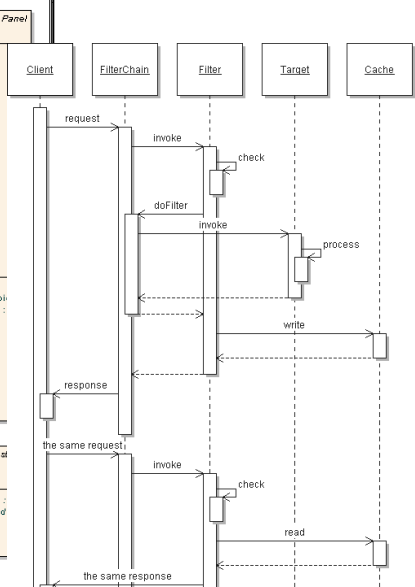 Panel
Client
FilterChain
Filter
Target
Cache
request
invoke
check
doFilter
invoke
process
write
response
the same request
invoke
check
read
the same response